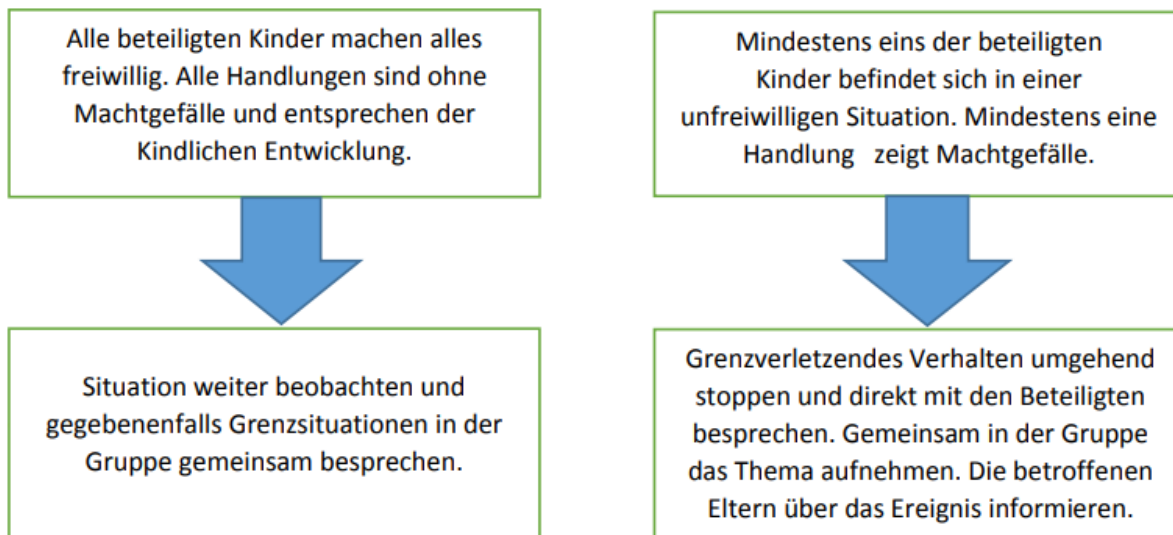 Alle beteiligten Kinder machen alles
freiwillig. Alle Handlungen sind ohne
Machtgefälle und entsprechen der
Kindlichen Entwicklung.
Mindestens eins der beteiligten
Kinder befindet sich in einer
unfreiwilligen Situation. Mindestens eine
Handlung   zeigt Machtgefälle.
Situation weiter beobachten und
gegebenenfalls Grenzsituationen in der
Gruppe gemeinsam besprechen.
Grenzverletzendes Verhalten umgehend
stoppen und direkt mit den Beteiligten
besprechen. Gemeinsam in der Gruppe
das Thema aufnehmen. Die betroffenen
Eltern über das Ereignis informieren.